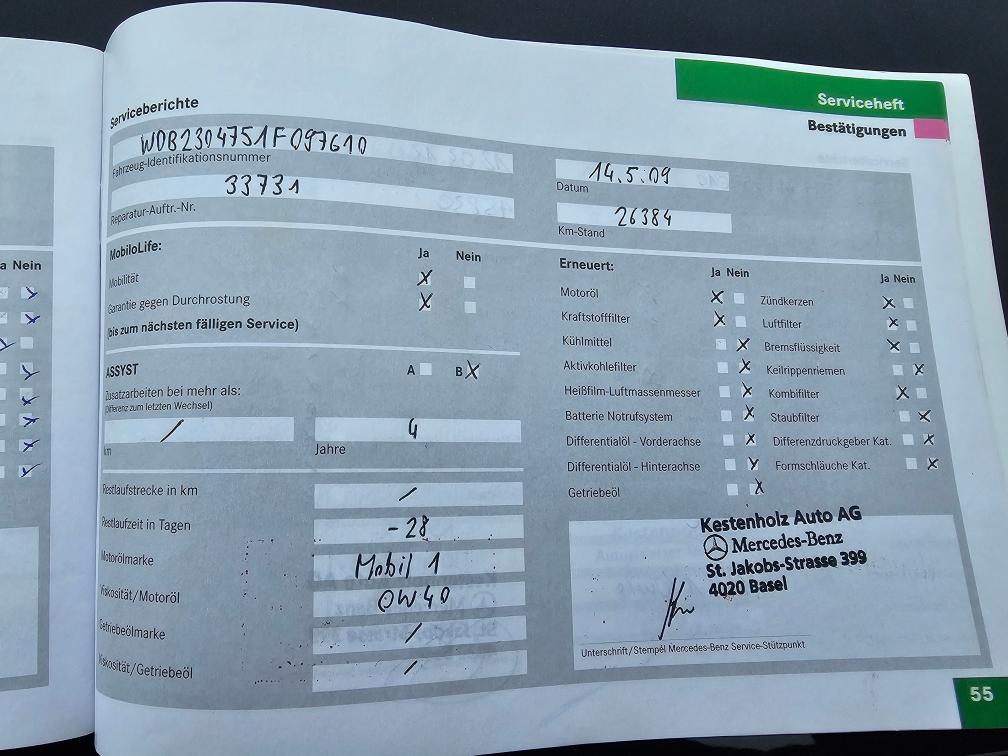 Serviceheft
Bestätigungen
Serviceberichte
WDB2304751F097610
Fahrzeug-Identifikationsnummer
33731
Reparatur-Auftr.-Nr.
14.5.09
Datum
26384
Km-Stand
MobiloLife:
Ja Nein
Mobilität X
Garantie gegen Durchrostung X
(bis zum nächsten fälligen Service)
ASSYST A B X
Zusatzarbeiten bei mehr als:
(Differenz zum letzten Wechsel)
/ 4
km Jahre
Restlaufstrecke in km /
Restlaufzeit in Tagen -28
Motorölmarke Mobil 1
Viskosität/Motoröl 0W40
Getriebeölmarke /
Viskosität/Getriebeöl /
Erneuert:
Ja Nein Ja Nein
Motoröl X Zündkerzen X
Kraftstofffilter X Luftfilter X
Kühlmittel X Bremsflüssigkeit X
Aktivkohlefilter X Keilrippenriemen X
Heißfilm-Luftmassenmesser X Kombifilter X
Batterie Notrufsystem X Staubfilter X
Differentialöl - Vorderachse X Differenzdruckgeber Kat. X
Differentialöl - Hinterachse X Formschläuche Kat. X
Getriebeöl X
Kestenholz Auto AG
Mercedes-Benz
St. Jakobs-Strasse 399
4020 Basel
Unterschrift/Stempel Mercedes-Benz Service-Stützpunkt
55
a Nein